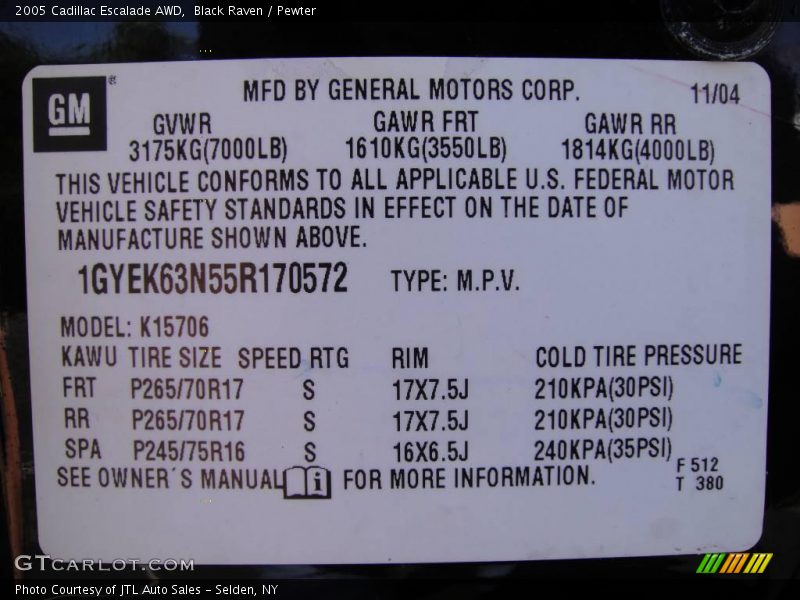 2005 Cadillac Escalade AWD, Black Raven / Pewter
GM® MFD BY GENERAL MOTORS CORP. 11/04
GVWR GAWR FRT GAWR RR
3175KG(7000LB) 1610KG(3550LB) 1814KG(4000LB)
THIS VEHICLE CONFORMS TO ALL APPLICABLE U.S. FEDERAL MOTOR
VEHICLE SAFETY STANDARDS IN EFFECT ON THE DATE OF
MANUFACTURE SHOWN ABOVE.
1GYEK63N55R170572 TYPE: M.P.V.
MODEL: K15706
KAWU TIRE SIZE SPEED RTG RIM COLD TIRE PRESSURE
FRT P265/70R17 S 17X7.5J 210KPA(30PSI)
RR P265/70R17 S 17X7.5J 210KPA(30PSI)
SPA P245/75R16 S 16X6.5J 240KPA(35PSI)
SEE OWNER´S MANUAL i FOR MORE INFORMATION.
F 512
T 380
GTCARLOT.COM
Photo Courtesy of JTL Auto Sales - Selden, NY